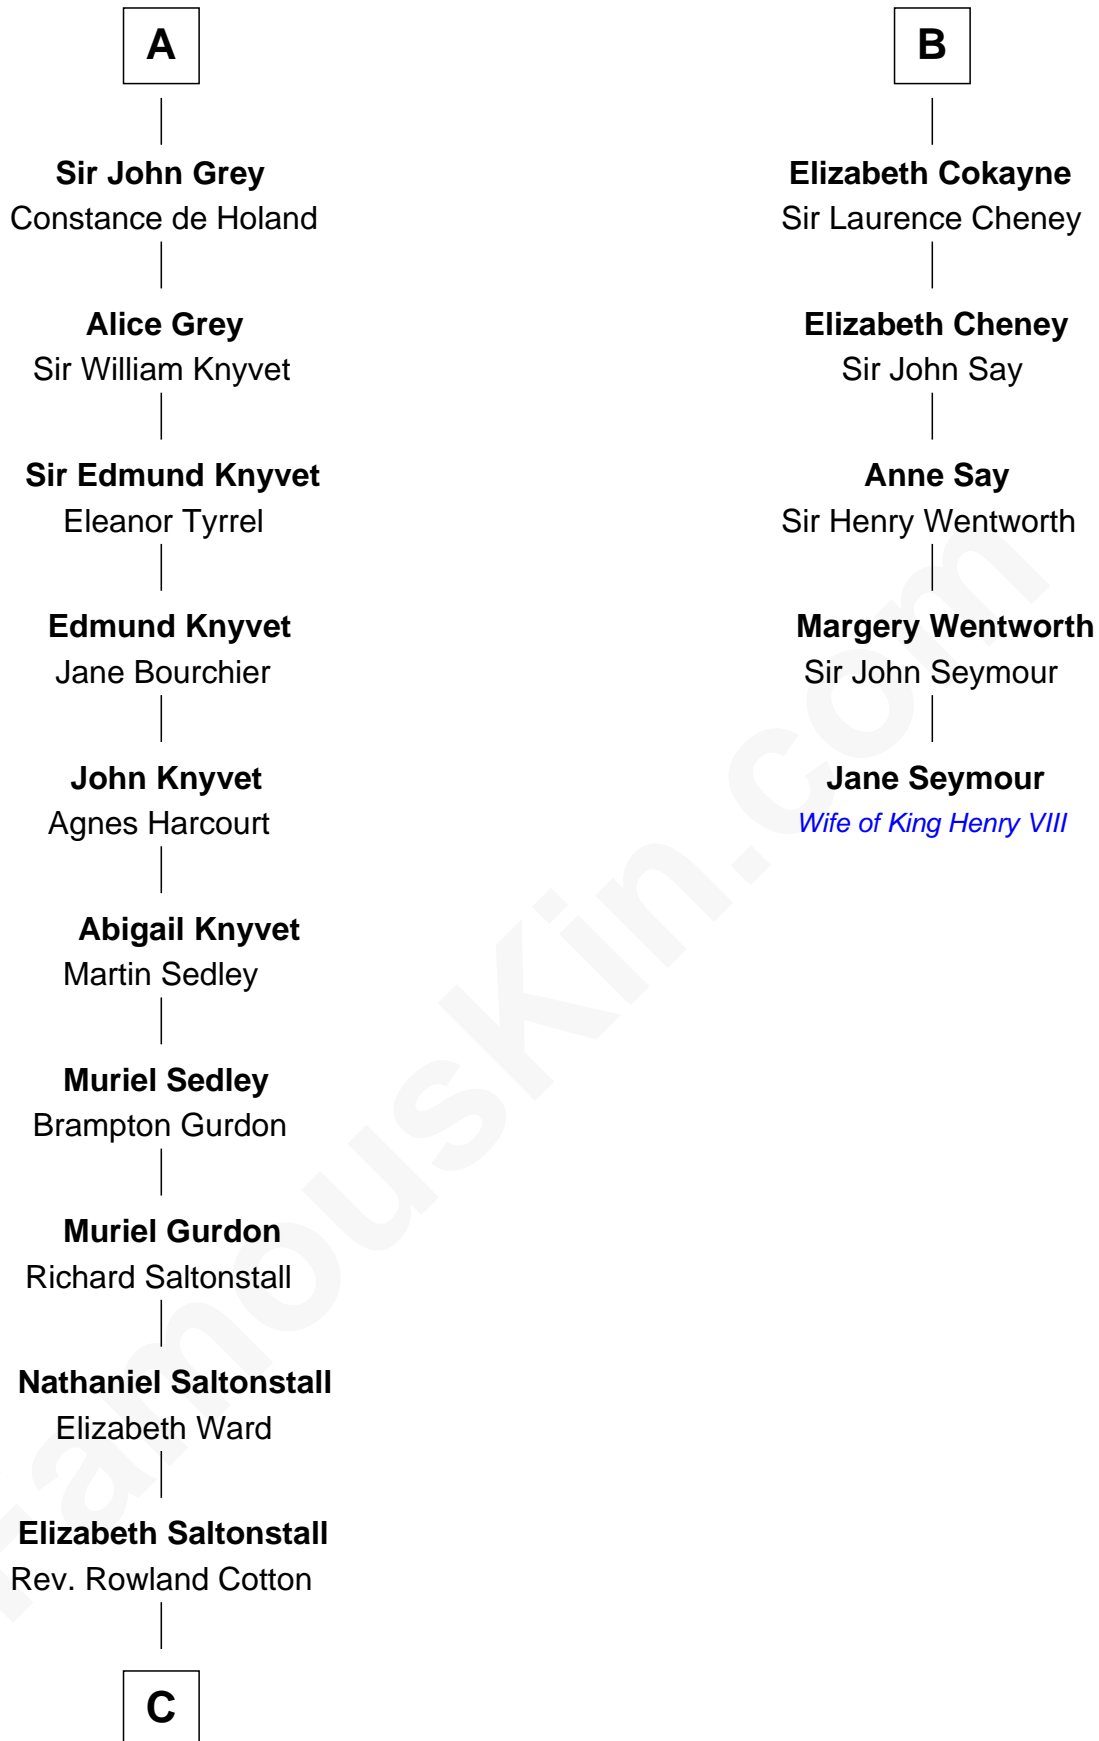 A
Sir John Grey
Constance de Holand
Alice Grey
Sir William Knyvet
Sir Edmund Knyvet
Eleanor Tyrrel
Edmund Knyvet
Jane Bourchier
John Knyvet
Agnes Harcourt
Abigail Knyvet
Martin Sedley
Muriel Sedley
Brampton Gurdon
Muriel Gurdon
Richard Saltonstall
Nathaniel Saltonstall
Elizabeth Ward
Elizabeth Saltonstall
Rev. Rowland Cotton
C
B
Elizabeth Cokayne
Sir Laurence Cheney
Elizabeth Cheney
Sir John Say
Anne Say
Sir Henry Wentworth
Margery Wentworth
Sir John Seymour
Jane Seymour
Wife of King Henry VIII
FamousKin.com